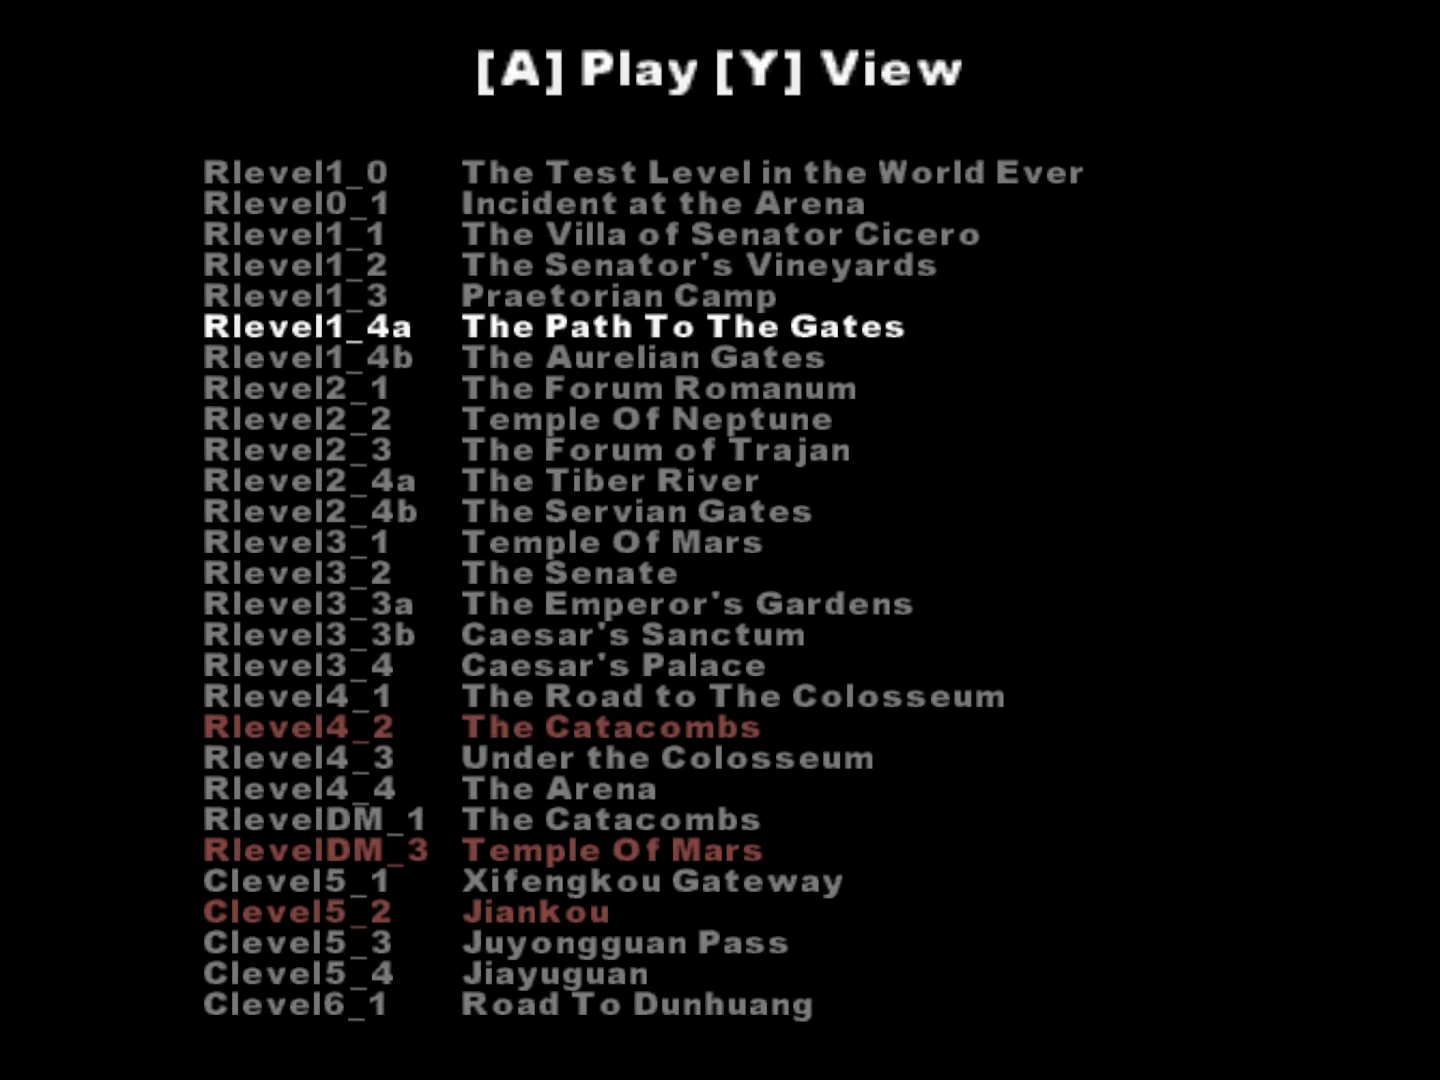 [A] Play [Y] View
Rlevel1_0 The Test Level in the World Ever
Rlevel0_1 Incident at the Arena
Rlevel1_1 The Villa of Senator Cicero
Rlevel1_2 The Senator's Vineyards
Rlevel1_3 Praetorian Camp
Rlevel1_4a The Path To The Gates
Rlevel1_4b The Aurelian Gates
Rlevel2_1 The Forum Romanum
Rlevel2_2 Temple Of Neptune
Rlevel2_3 The Forum of Trajan
Rlevel2_4a The Tiber River
Rlevel2_4b The Servian Gates
Rlevel3_1 Temple Of Mars
Rlevel3_2 The Senate
Rlevel3_3a The Emperor's Gardens
Rlevel3_3b Caesar's Sanctum
Rlevel3_4 Caesar's Palace
Rlevel4_1 The Road to The Colosseum
Rlevel4_2 The Catacombs
Rlevel4_3 Under the Colosseum
Rlevel4_4 The Arena
RlevelDM_1 The Catacombs
RlevelDM_3 Temple Of Mars
Clevel5_1 Xifengkou Gateway
Clevel5_2 Jiankou
Clevel5_3 Juyongguan Pass
Clevel5_4 Jiayuguan
Clevel6_1 Road To Dunhuang